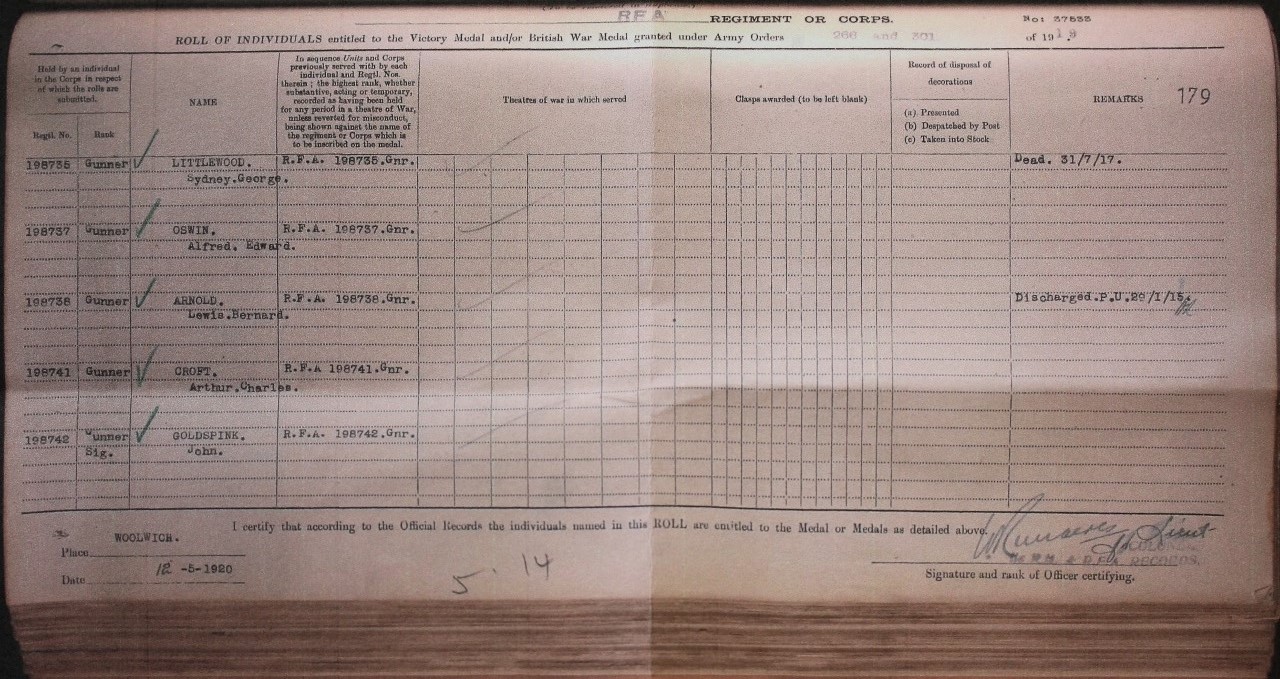 RFA REGIMENT OR CORPS. No: 37533
ROLL OF INDIVIDUALS entitled to the Victory Medal and/or British War Medal granted under Army Orders 266 and 301 of 1919
Held by an individual
in the Corps in respect
of which the rolls are
submitted.
Regtl. No. Rank
NAME
In sequence Units and Corps
previously served with by each
individual and Regtl. Nos.
therein ; the highest rank, whether
substantive, acting or temporary,
recorded as having been held
for any period in a theatre of War,
unless reverted for misconduct,
being shown against the name of
the regiment or Corps which is
to be inscribed on the medal.
Theatres of war in which served
Clasps awarded (to be left blank)
Record of disposal of
decorations
(a) Presented
(b) Despatched by Post
(c) Taken into Stock
REMARKS 179
198735 Gunner LITTLEWOOD. R.F.A. 198735.Gnr. Dead. 31/7/17.
Sydney.George.
198737 Gunner OSWIN. R.F.A. 198737.Gnr.
Alfred. Edward.
198738 Gunner ARNOLD. R.F.A. 198738.Gnr. Discharged.P.U.29/1/
Lewis.Bernard.
198741 Gunner CROFT. R.F.A 198741.Gnr.
Arthur.Charles.
198742 Gunner GOLDSPINK. R.F.A. 198742.Gnr.
Sig. John.
I certify that according to the Official Records the individuals named in this ROLL are entitled to the Medal or Medals as detailed above.
Place WOOLWICH.
Date 12 -5-1920
5.14
RECORDS.
Signature and rank of Officer certifying.